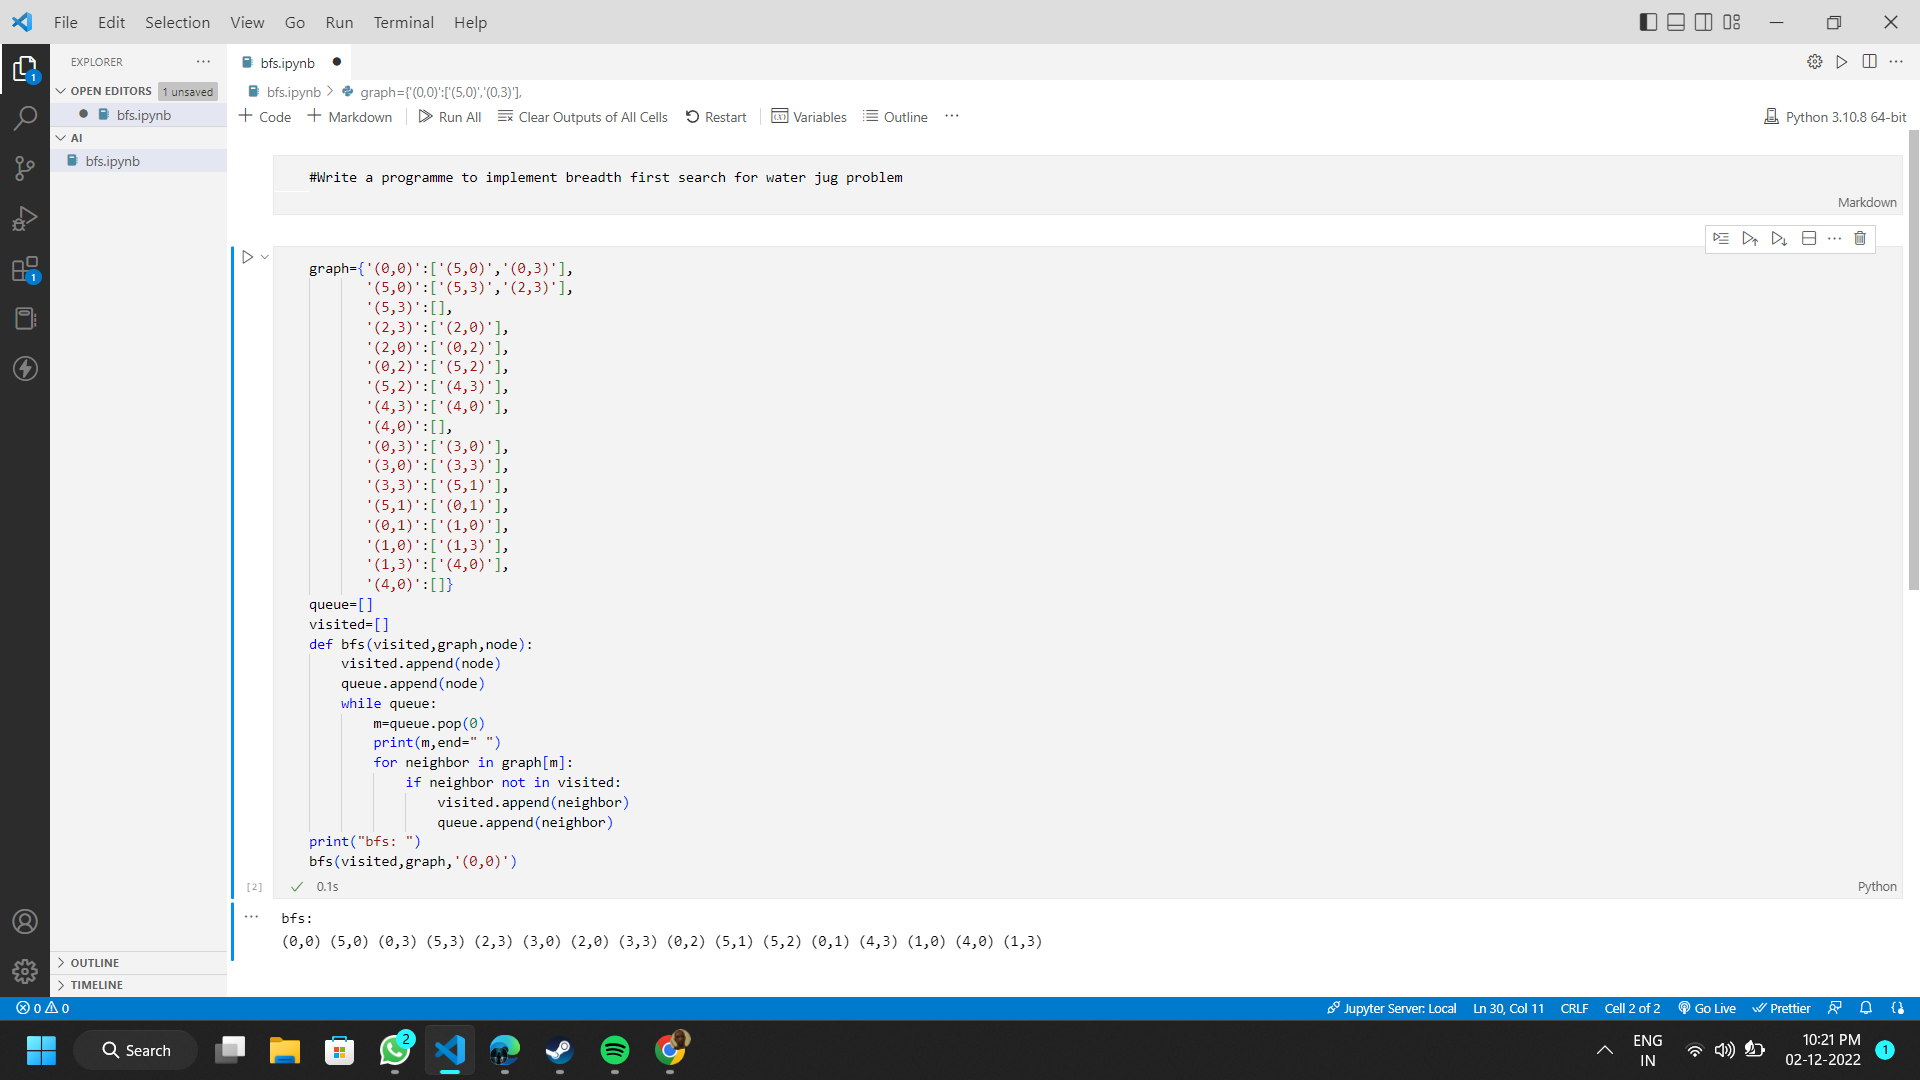 File Edit Selection View Go Run Terminal Help
EXPLORER
OPEN EDITORS 1 unsaved
bfs.ipynb
AI
bfs.ipynb
OUTLINE
TIMELINE
1
1
bfs.ipynb
bfs.ipynb > graph={'(0,0)':['(5,0)','(0,3)'],
+ Code + Markdown Run All Clear Outputs of All Cells Restart Variables Outline ... Python 3.10.8 64-bit
#Write a programme to implement breadth first search for water jug problem
Markdown
graph={'(0,0)':['(5,0)','(0,3)'],
'(5,0)':['(5,3)','(2,3)'],
'(5,3)':[],
'(2,3)':['(2,0)'],
'(2,0)':['(0,2)'],
'(0,2)':['(5,2)'],
'(5,2)':['(4,3)'],
'(4,3)':['(4,0)'],
'(4,0)':[],
'(0,3)':['(3,0)'],
'(3,0)':['(3,3)'],
'(3,3)':['(5,1)'],
'(5,1)':['(0,1)'],
'(0,1)':['(1,0)'],
'(1,0)':['(1,3)'],
'(1,3)':['(4,0)'],
'(4,0)':[]}
queue=[]
visited=[]
def bfs(visited,graph,node):
visited.append(node)
queue.append(node)
while queue:
m=queue.pop(0)
print(m,end=" ")
for neighbor in graph[m]:
if neighbor not in visited:
visited.append(neighbor)
queue.append(neighbor)
print("bfs: ")
bfs(visited,graph,'(0,0)')
[2] 0.1s Python
bfs:
(0,0) (5,0) (0,3) (5,3) (2,3) (3,0) (2,0) (3,3) (0,2) (5,1) (5,2) (0,1) (4,3) (1,0) (4,0) (1,3)
0 0 Jupyter Server: Local Ln 30, Col 11 CRLF Cell 2 of 2 Go Live Prettier
Search 2 ENG IN 10:21 PM 02-12-2022 1